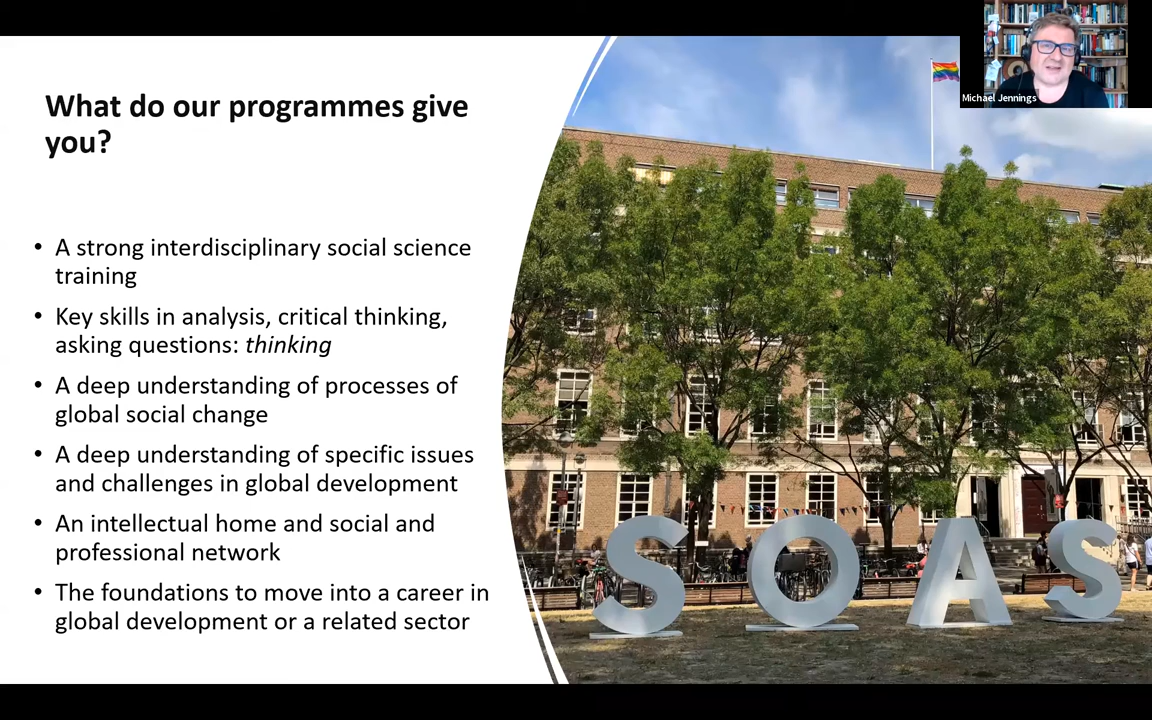 What do our programmes give
you?
• A strong interdisciplinary social science
training
• Key skills in analysis, critical thinking,
asking questions: thinking
• A deep understanding of processes of
global social change
• A deep understanding of specific issues
and challenges in global development
• An intellectual home and social and
professional network
• The foundations to move into a career in
global development or a related sector
Michael Jennings
SOAS